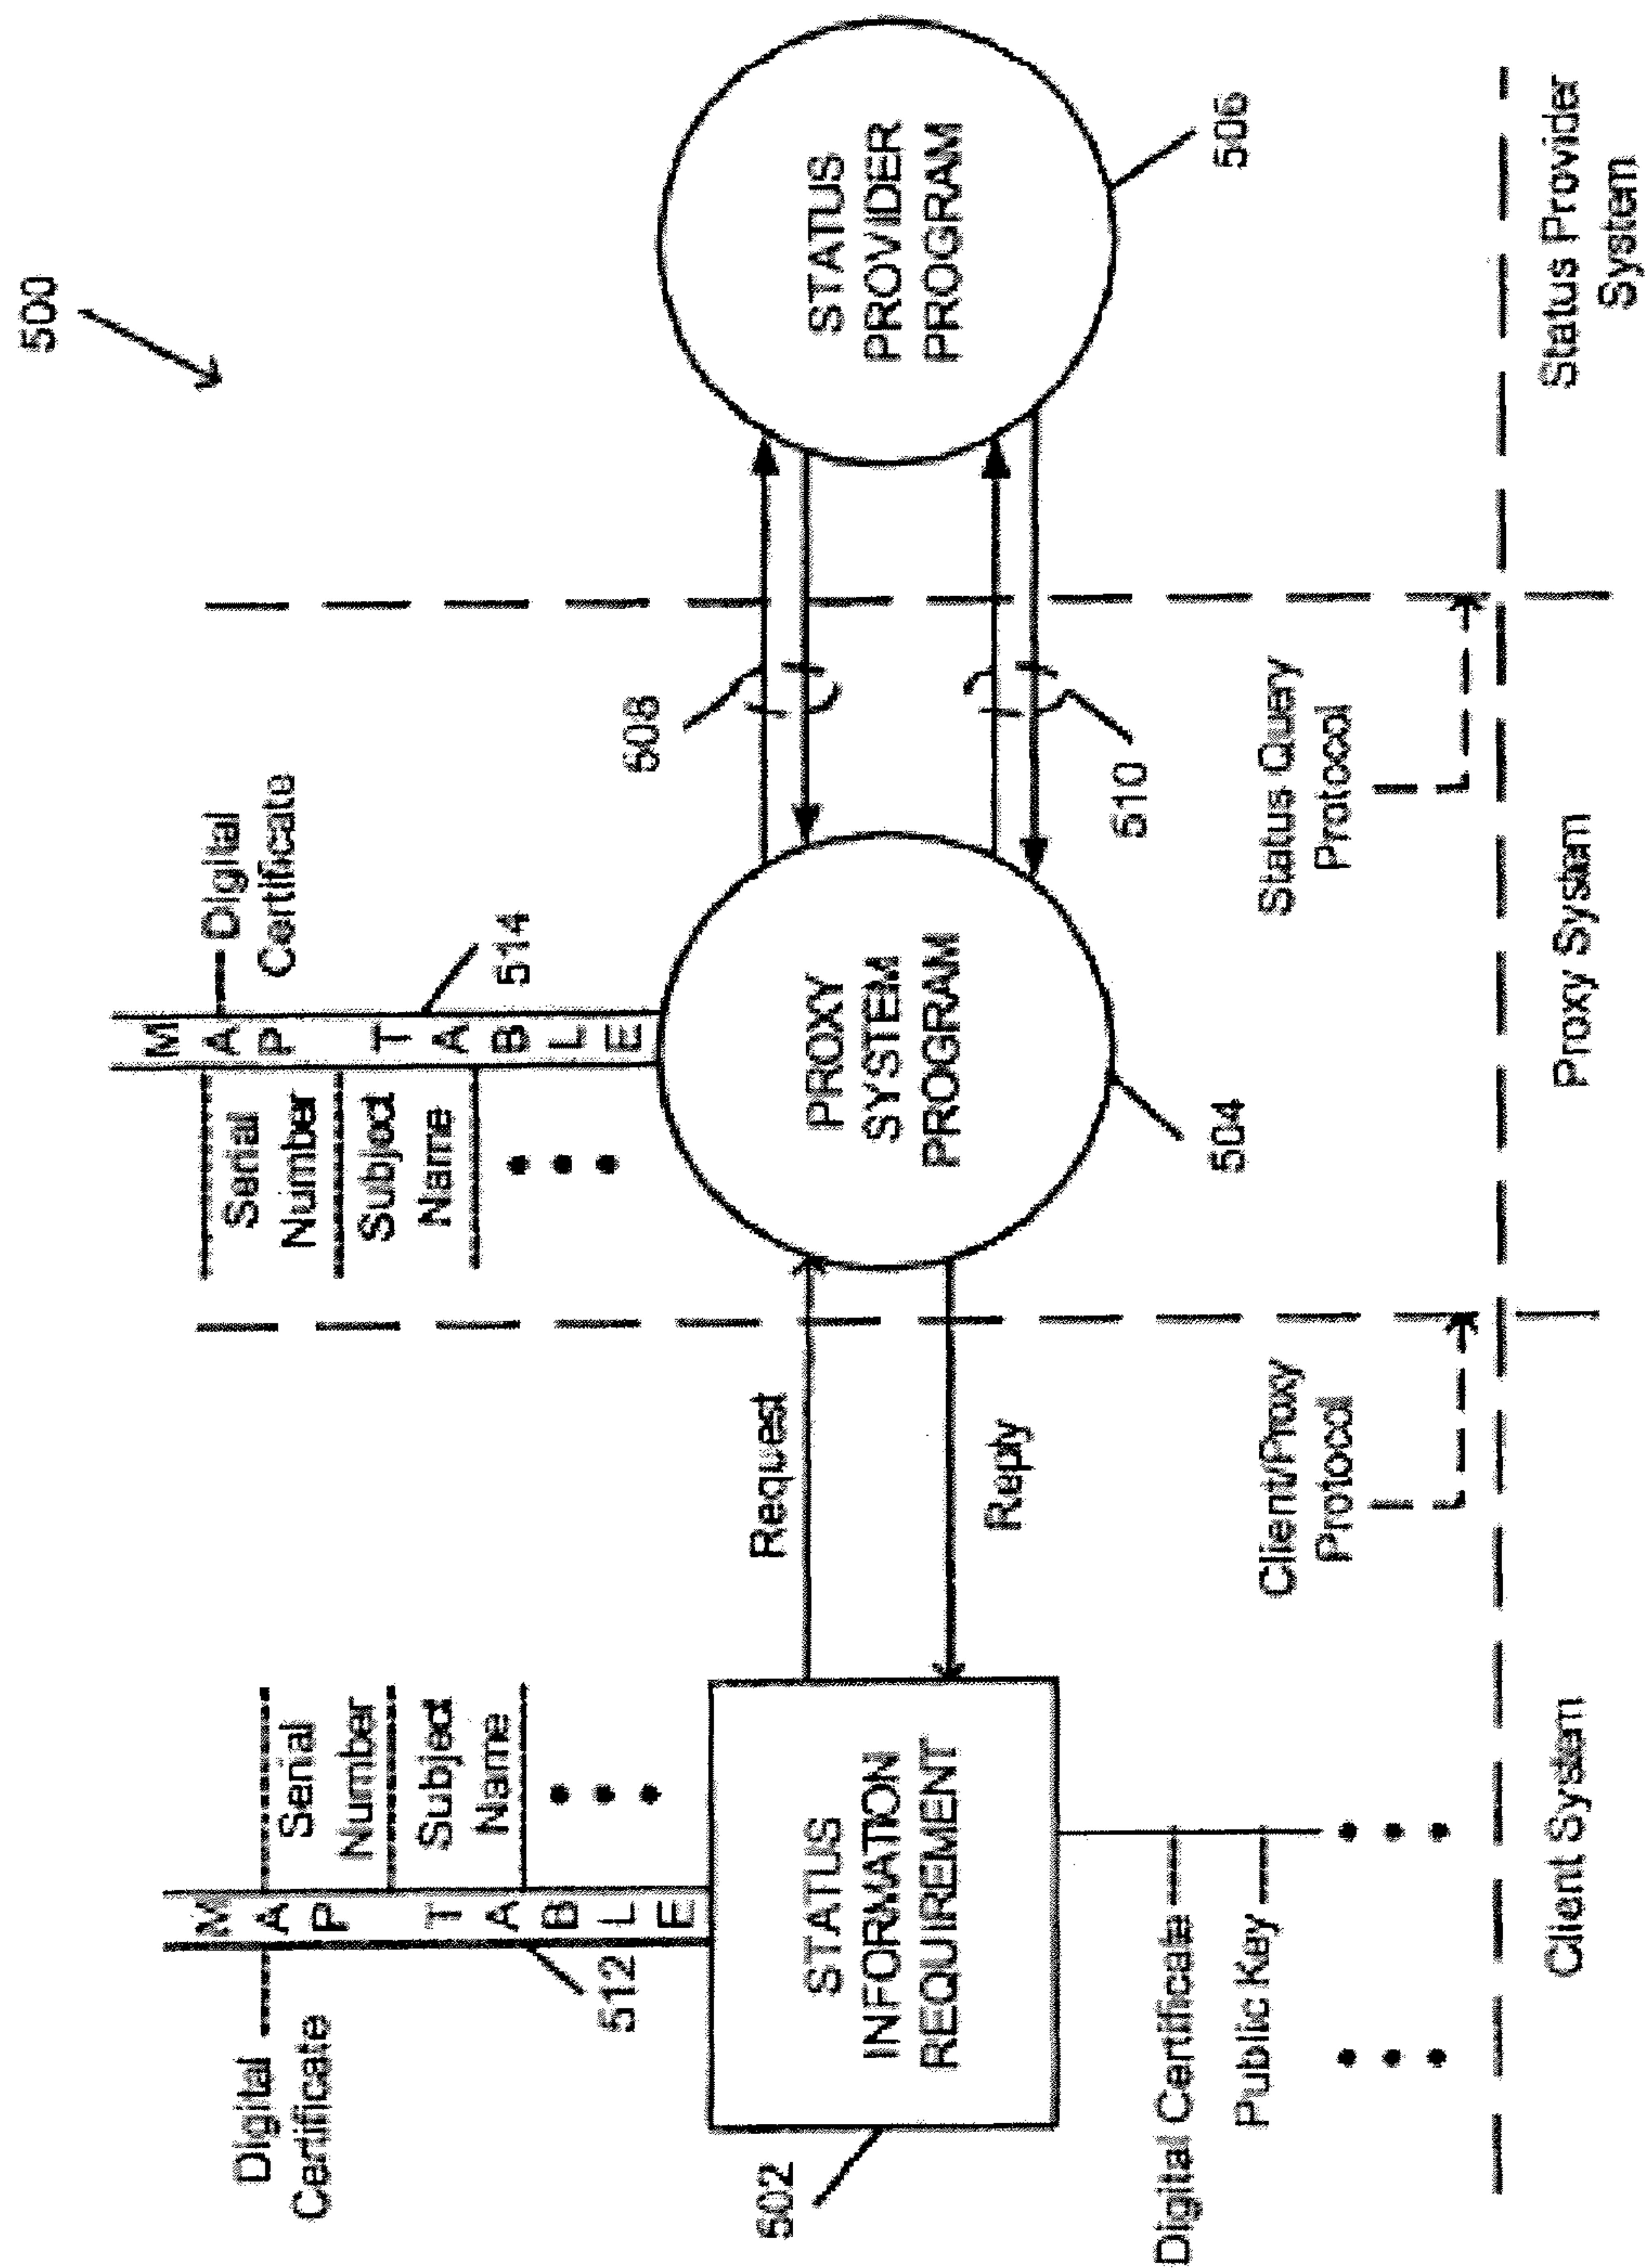 500
Digital
Certificate
M
A
P
T
A
B
L
E
Serial
Number
Subject
Name
512
Serial
Number
Subject
Name
M
A
P
T
A
B
L
E
Digital
Certificate
514
502
STATUS
INFORMATION
REQUIREMENT
Request
Reply
PROXY
SYSTEM
PROGRAM
504
508
510
STATUS
PROVIDER
PROGRAM
506
Digital Certificate
Public Key
Client/Proxy
Protocol
Status Query
Protocol
Client System
Proxy System
Status Provider
System